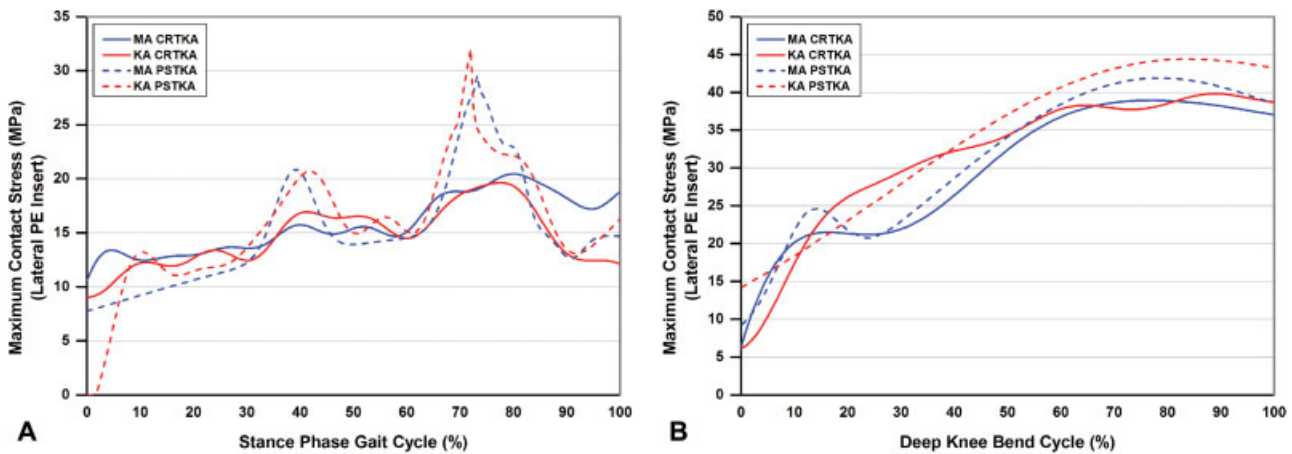 35
30
25
20
15
10
5
0
Maximum Contact Stress (MPa)
(Lateral PE Insert)
MA CRTKA
KA CRTKA
MA PSTKA
KA PSTKA
0 10 20 30 40 50 60 70 80 90 100
Stance Phase Gait Cycle (%)
A
50
45
40
35
30
25
20
15
10
5
0
Maximum Contact Stress (MPa)
(Lateral PE Insert)
MA CRTKA
KA CRTKA
MA PSTKA
KA PSTKA
0 10 20 30 40 50 60 70 80 90 100
Deep Knee Bend Cycle (%)
B